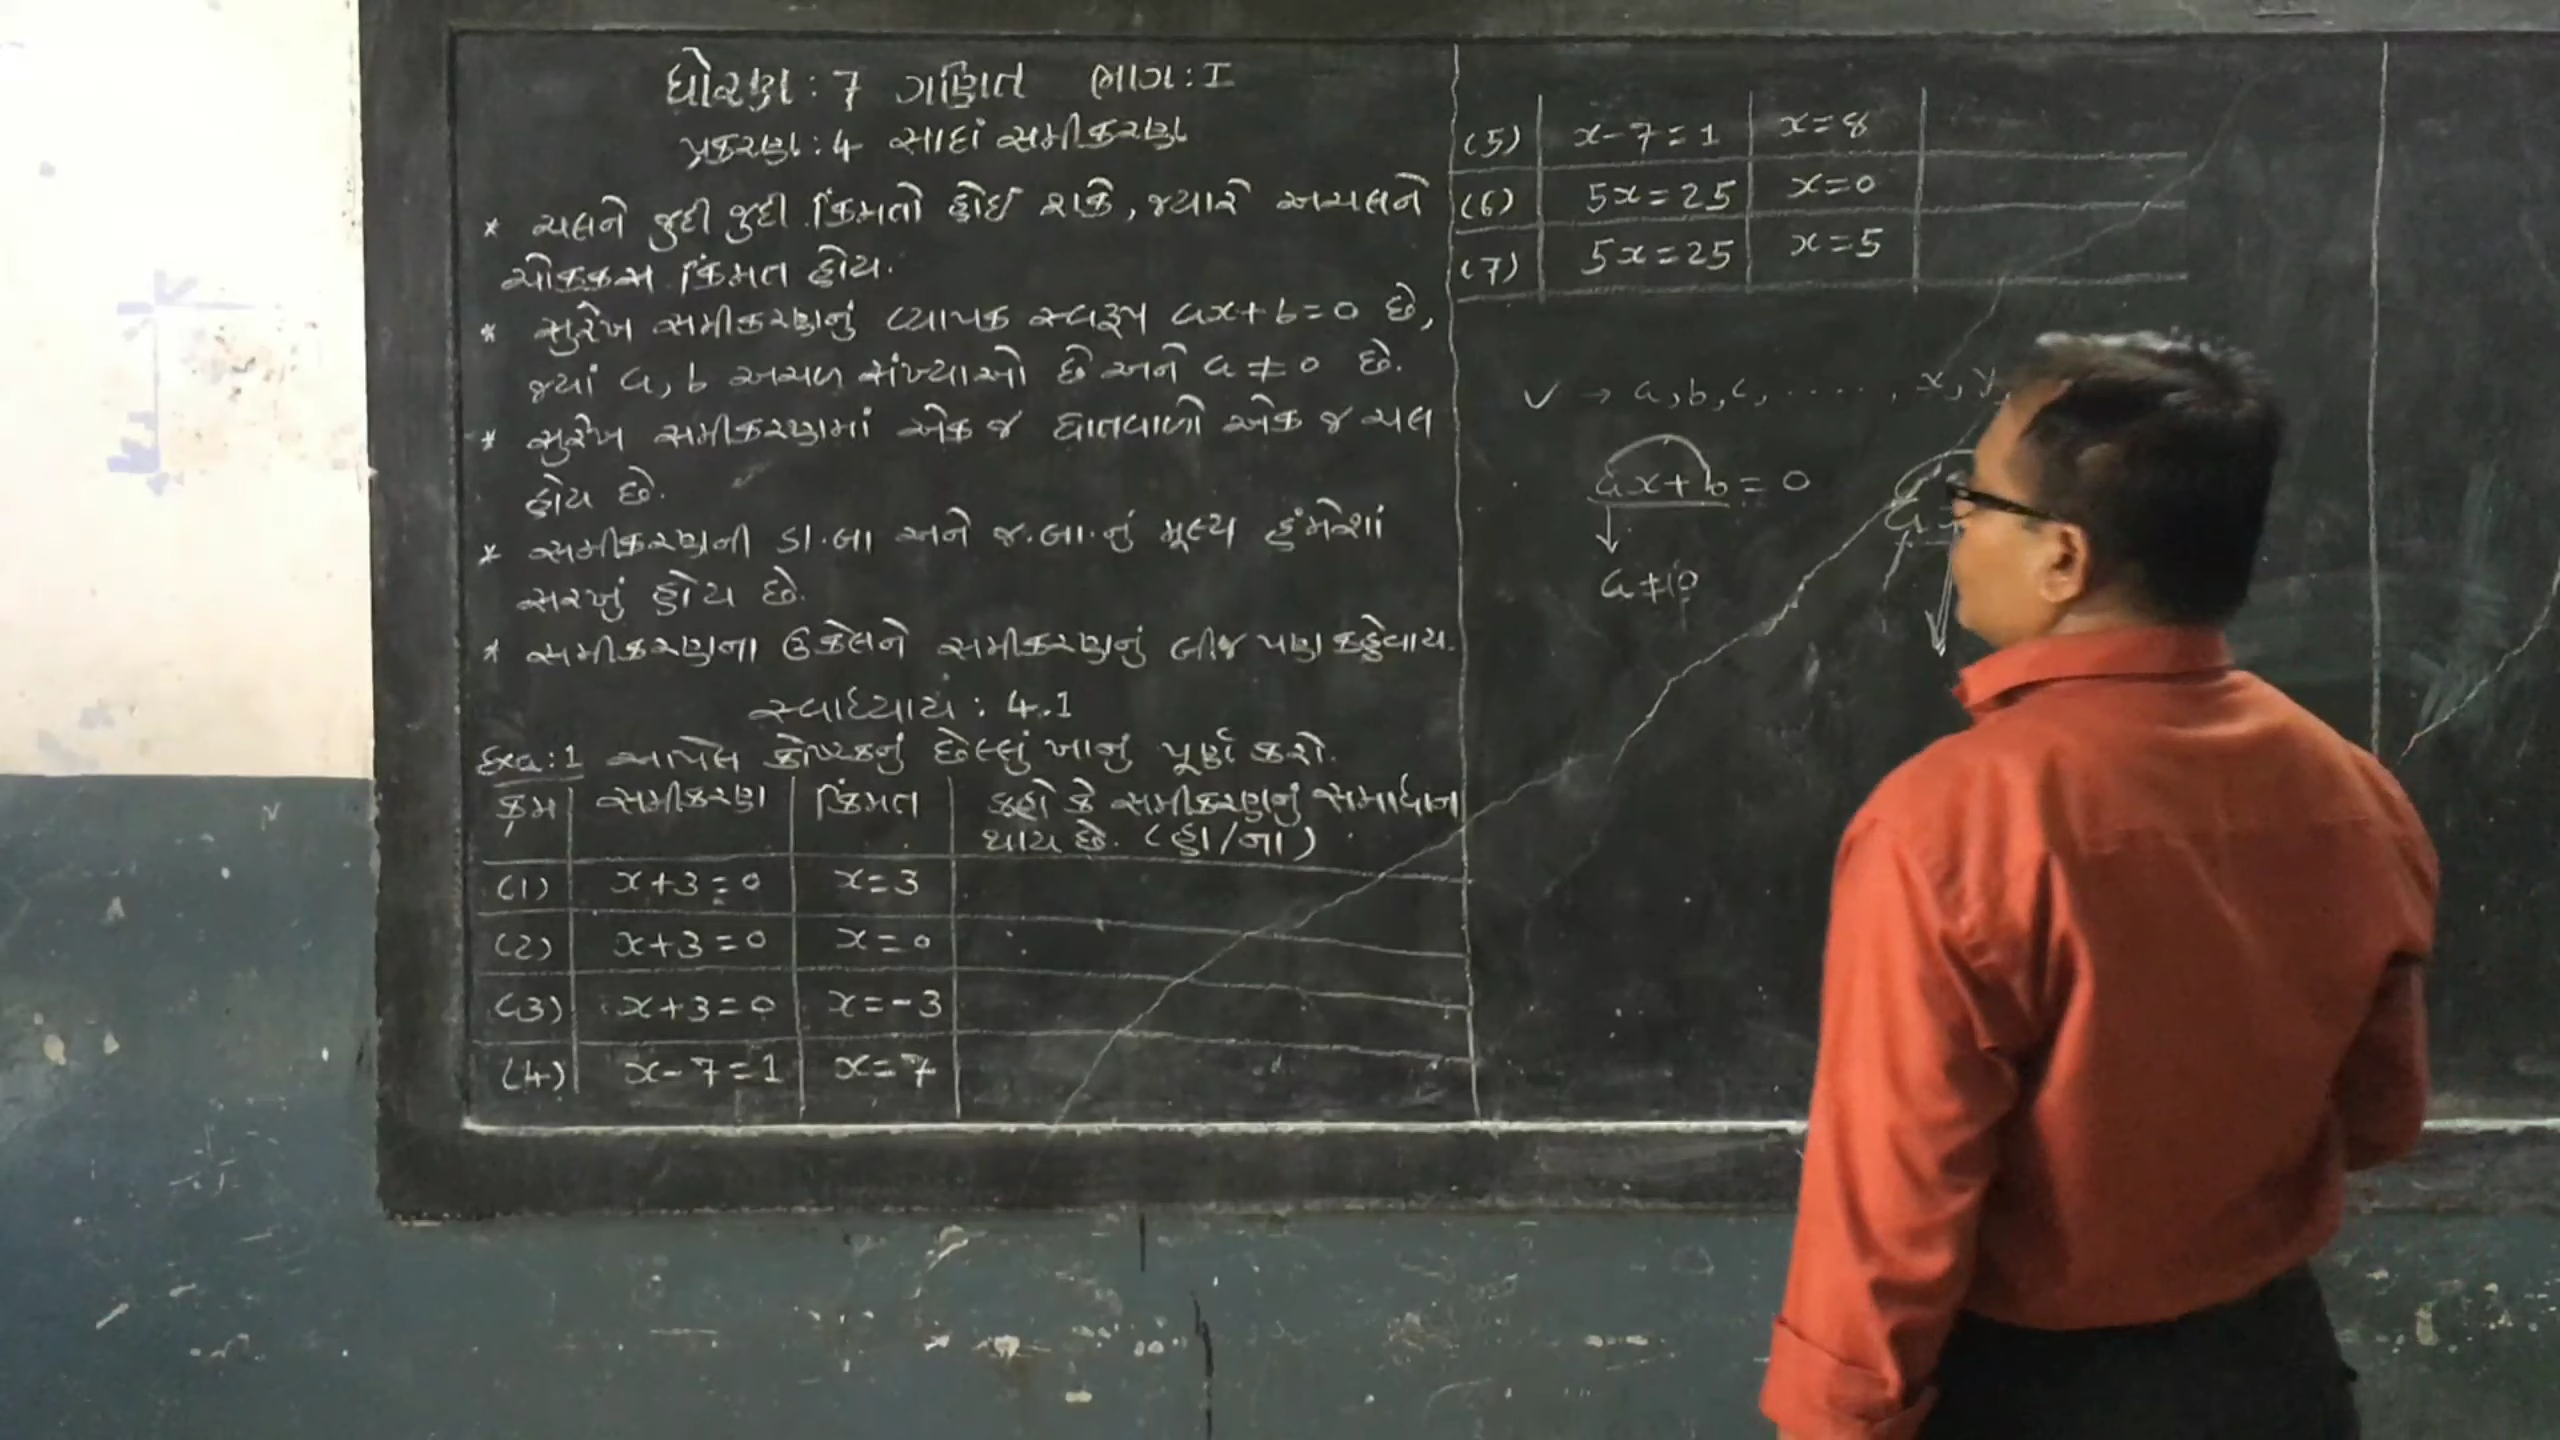 ધોરણ : 7 ગણિત ભાગ : I
પ્રકરણ : 4 સાદાં સમીકરણ
* ચલને જુદી જુદી કિંમતો હોઈ શકે, જ્યારે અચલને
ચોક્કસ કિંમત હોય.
* સુરેખ સમીકરણનું વ્યાપક સ્વરૂપ ax+b=0 છે,
જ્યાં a, b અચળ સંખ્યાઓ છે અને a ≠ 0 છે.
* સુરેખ સમીકરણમાં એક જ ઘાતવાળો એક જ ચલ
હોય છે.
* સમીકરણની ડા.બા અને જ.બા.નું મૂલ્ય હંમેશાં
સરખું હોય છે.
* સમીકરણના ઉકેલને સમીકરણનું બીજ પણ કહેવાય.
સ્વાધ્યાય : 4.1
Exa:1 આપેલ કોષ્ટકનું છેલ્લું ખાનું પૂર્ણ કરો.
ક્રમ સમીકરણ કિંમત કહો કે સમીકરણનું સમાધાન
થાય છે. (હા/ના)
(1) x+3=0 x=3
(2) x+3=0 x=0
(3) x+3=0 x=-3
(4) x-7=1 x=7
(5) x-7=1 x=8
(6) 5x=25 x=0
(7) 5x=25 x=5
v → a, b, c, ....., x, y
ax+b=0
a≠0